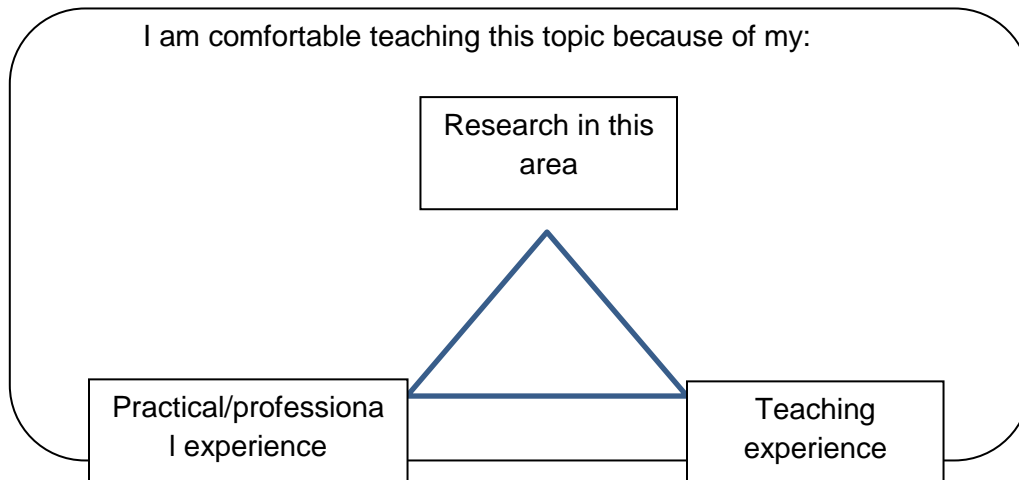 I am comfortable teaching this topic because of my:
Research in this
area
Practical/professiona
l experience
Teaching
experience